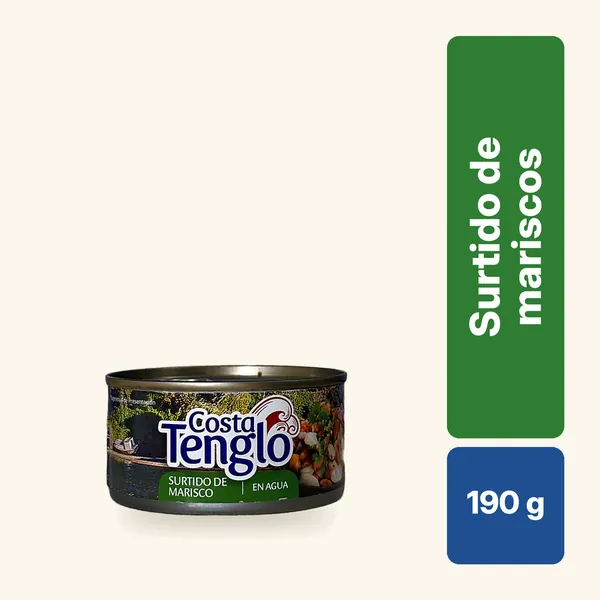 Surtido de
mariscos
190 g
Costa
Tenglo
SURTIDO DE
MARISCO
EN AGUA